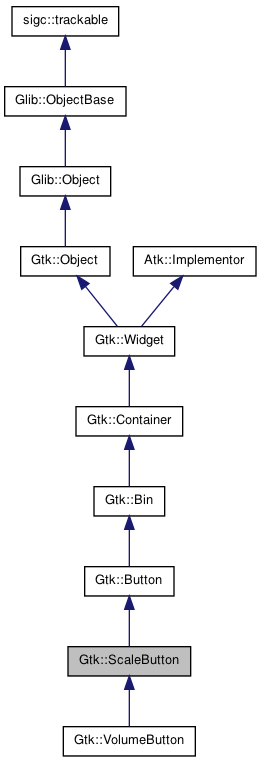 sigc::trackable
Glib::ObjectBase
Glib::Object
Gtk::Object
Atk::Implementor
Gtk::Widget
Gtk::Container
Gtk::Bin
Gtk::Button
Gtk::ScaleButton
Gtk::VolumeButton